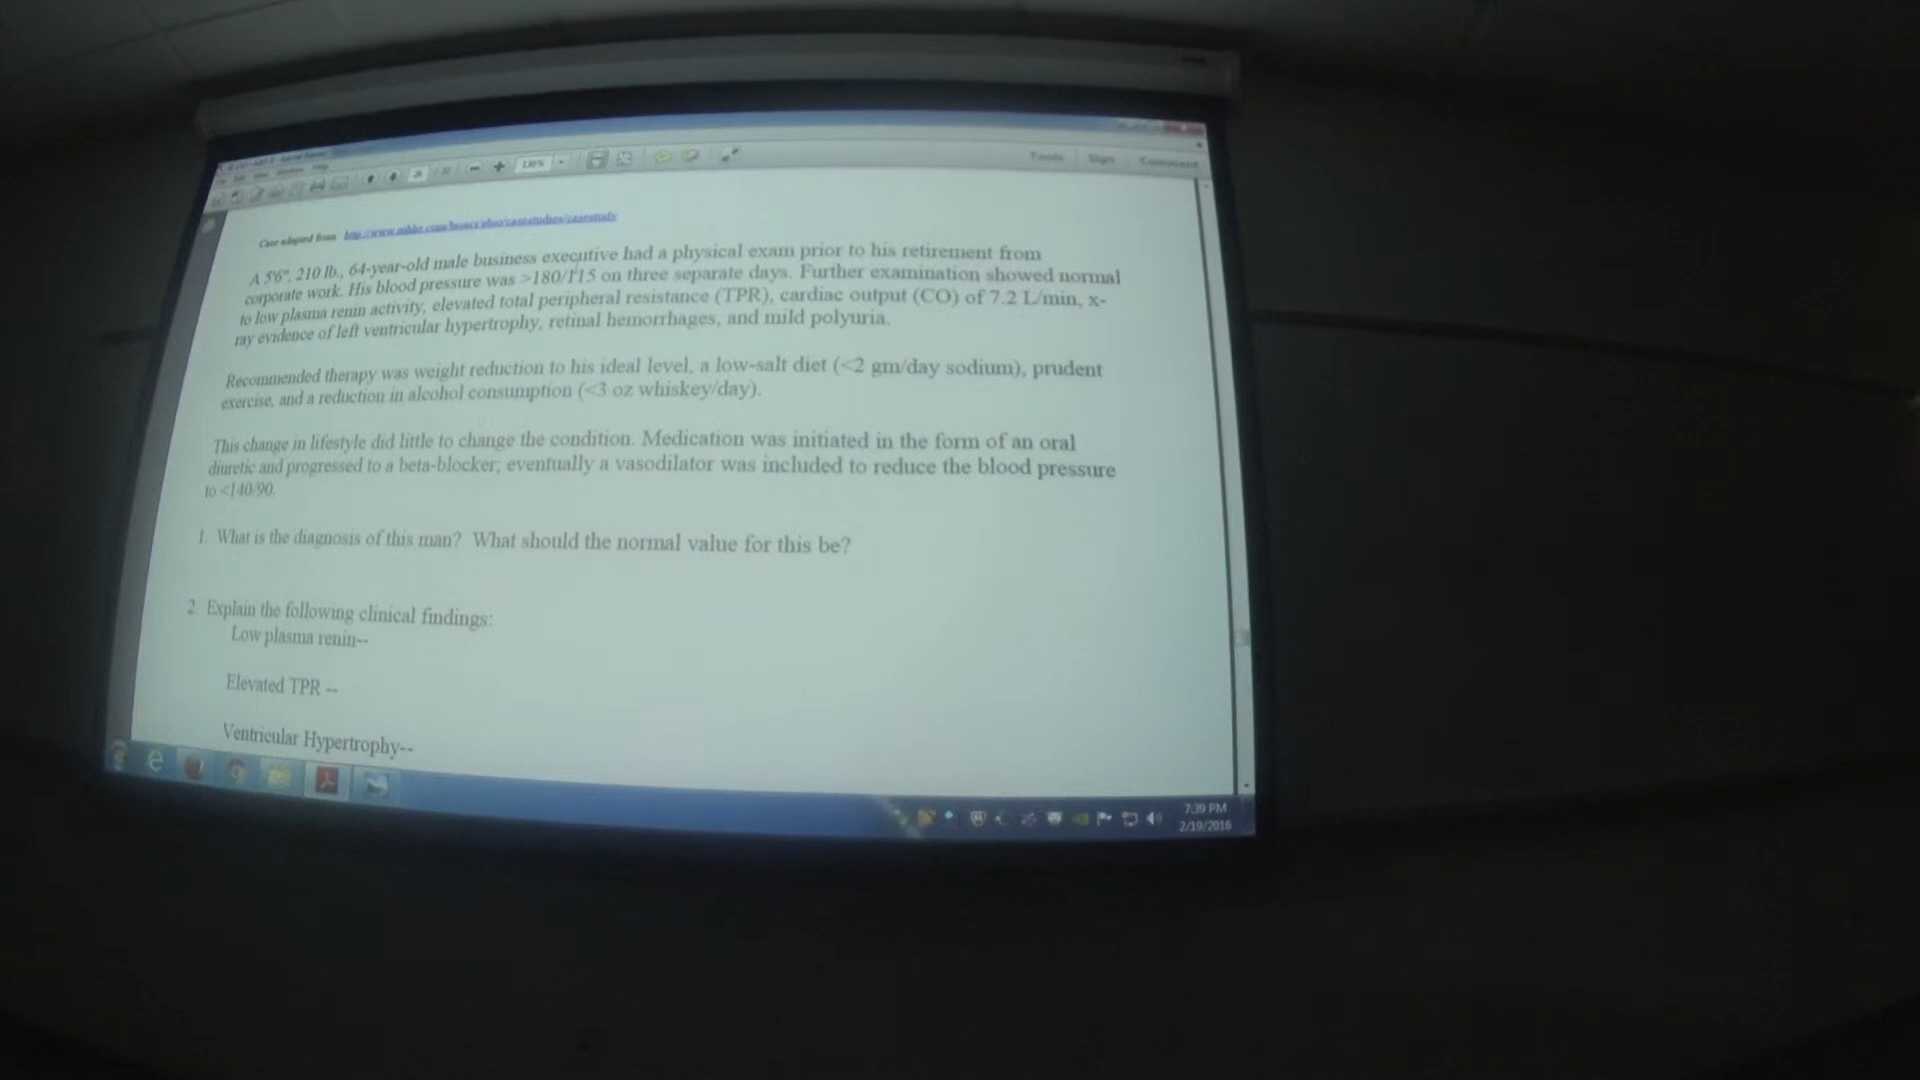 130%
Tools Sign Comment
Case adapted from
A 5'6", 210 lb., 64-year-old male business executive had a physical exam prior to his retirement from
corporate work. His blood pressure was >180/115 on three separate days. Further examination showed normal
to low plasma renin activity, elevated total peripheral resistance (TPR), cardiac output (CO) of 7.2 L/min, x-
ray evidence of left ventricular hypertrophy, retinal hemorrhages, and mild polyuria.
Recommended therapy was weight reduction to his ideal level, a low-salt diet (<2 gm/day sodium), prudent
exercise, and a reduction in alcohol consumption (<3 oz whiskey/day).
This change in lifestyle did little to change the condition. Medication was initiated in the form of an oral
diuretic and progressed to a beta-blocker; eventually a vasodilator was included to reduce the blood pressure
to <140/90.
1. What is the diagnosis of this man? What should the normal value for this be?
2. Explain the following clinical findings:
Low plasma renin--
Elevated TPR --
Ventricular Hypertrophy--
7:39 PM
2/19/2016